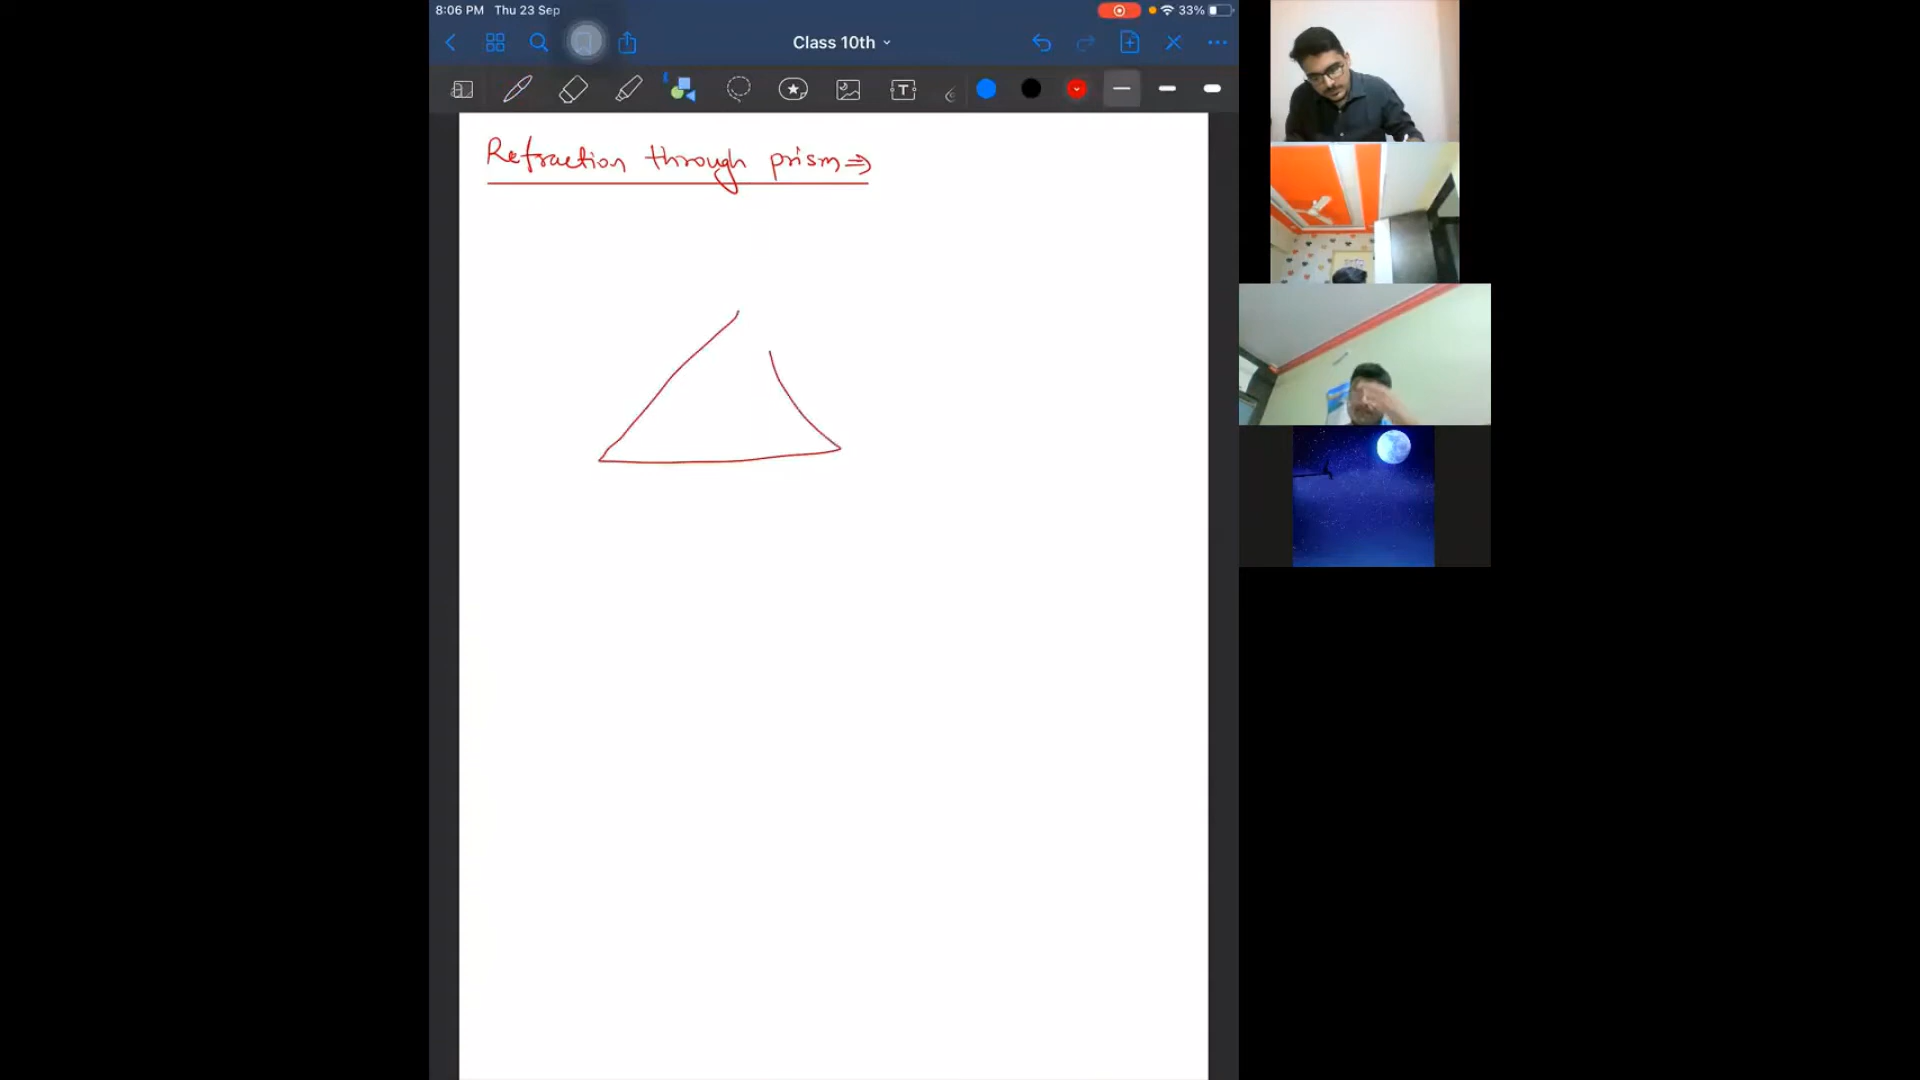 8:06 PM Thu 23 Sep
33%
Class 10th
T
Refraction through prism⇒